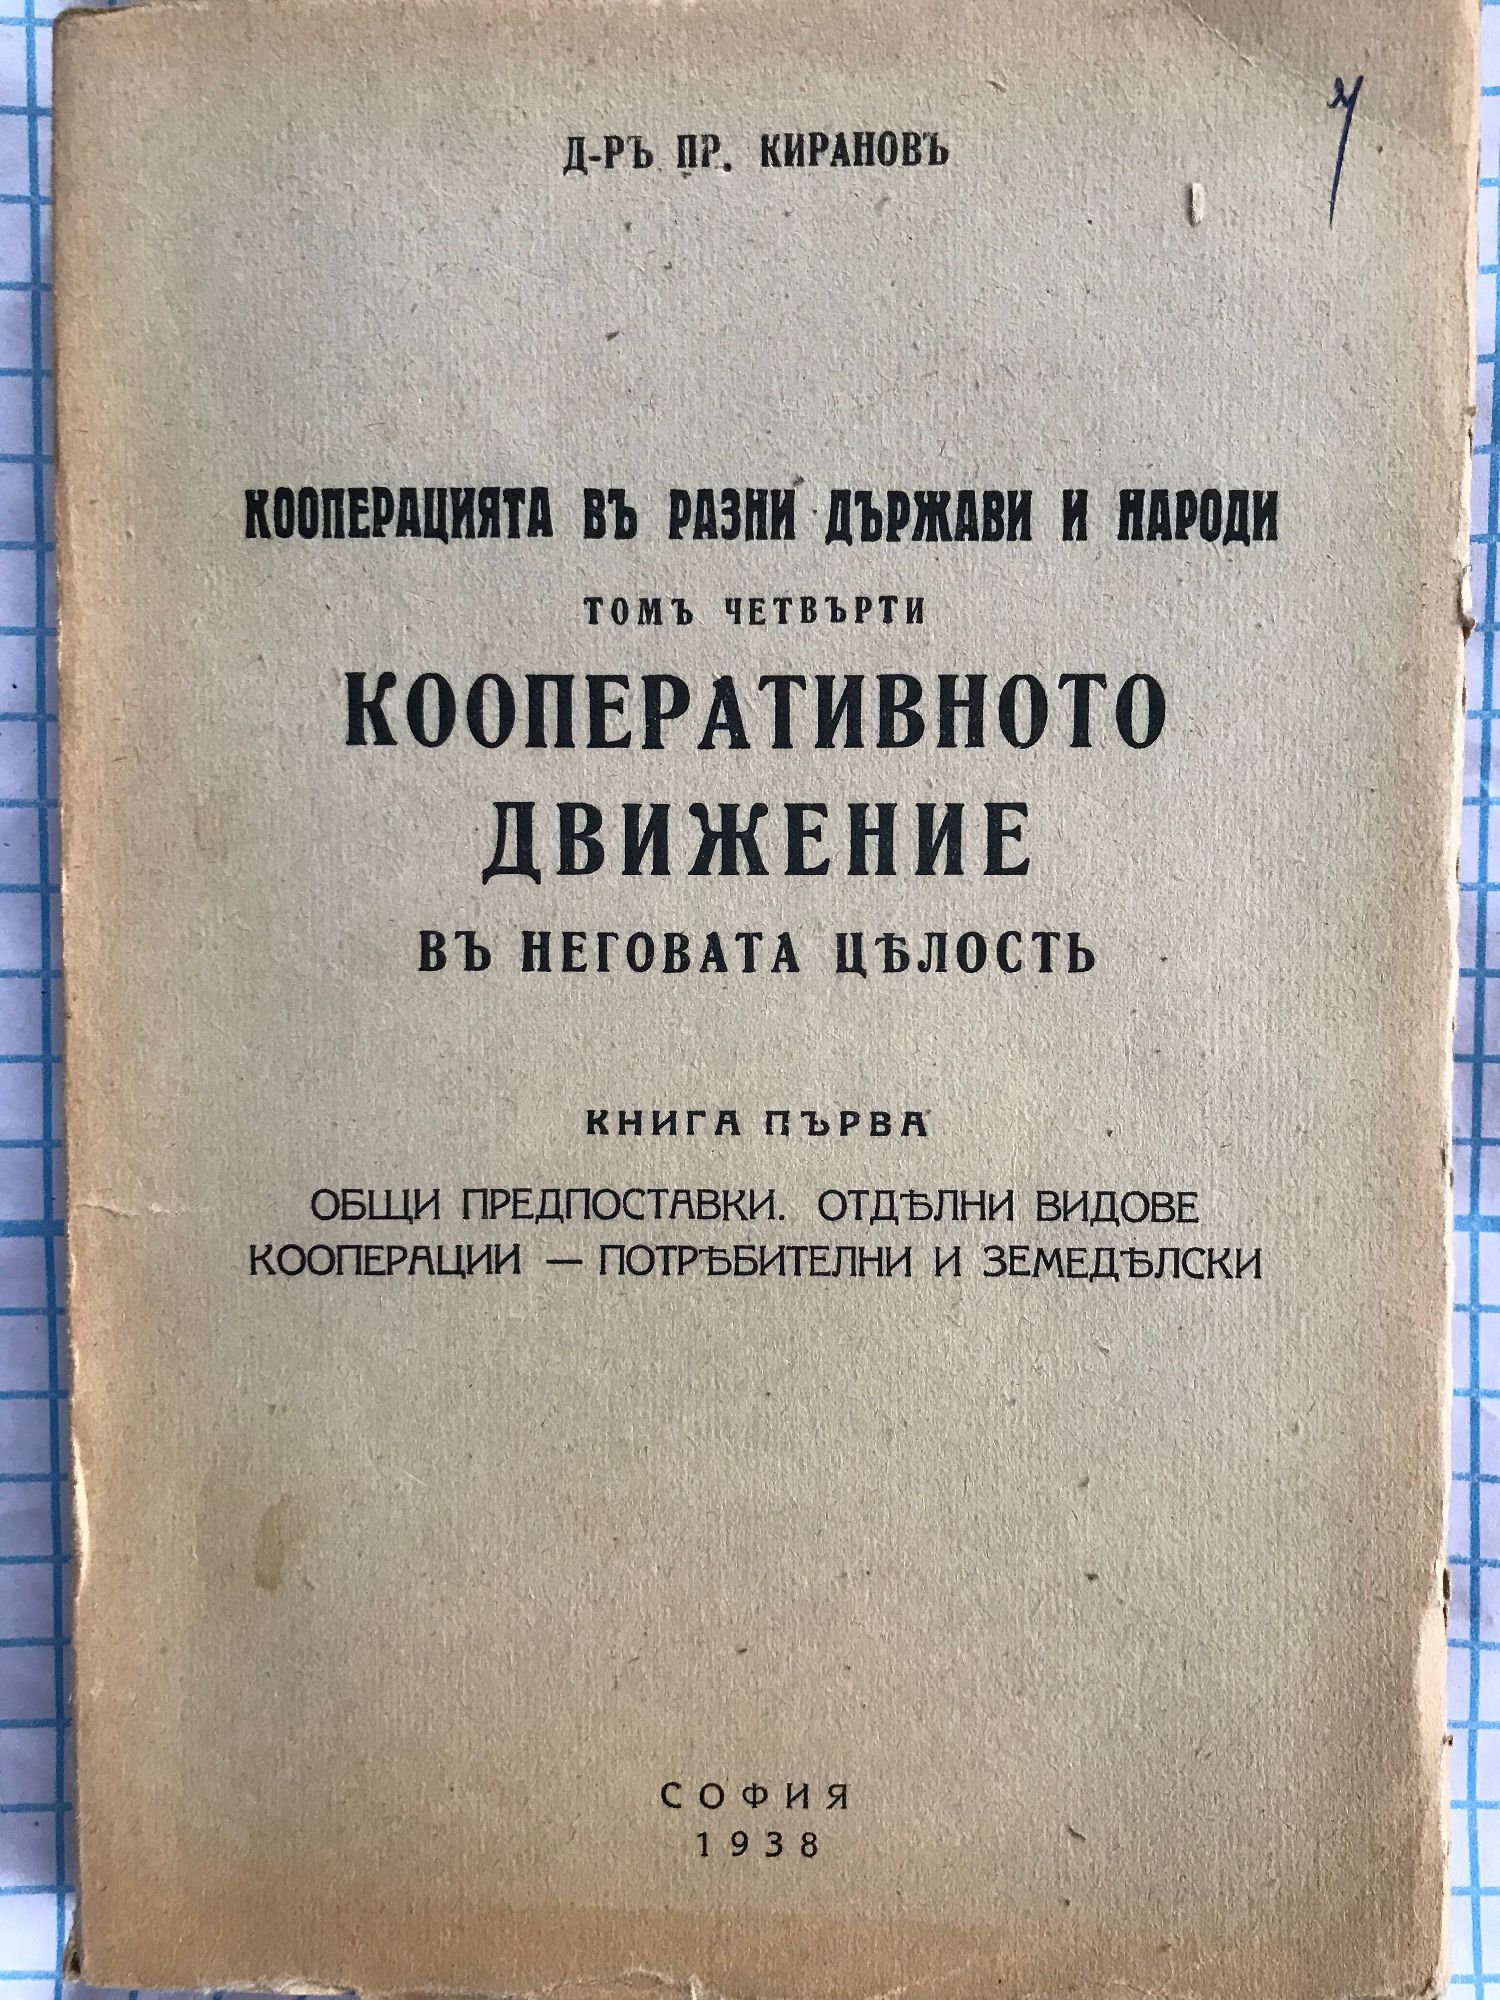 Д-РЪ ПР. КИРАНОВЪ
КООПЕРАЦИЯТА ВЪ РАЗНИ ДЪРЖАВИ И НАРОДИ
ТОМЪ ЧЕТВЪРТИ
КООПЕРАТИВНОТО
ДВИЖЕНИЕ
ВЪ НЕГОВАТА ЦѢЛОСТЬ
КНИГА ПЪРВА
ОБЩИ ПРЕДПОСТАВКИ. ОТДѢЛНИ ВИДОВЕ
КООПЕРАЦИИ — ПОТРѢБИТЕЛНИ И ЗЕМЕДѢЛСКИ
СОФИЯ
1938